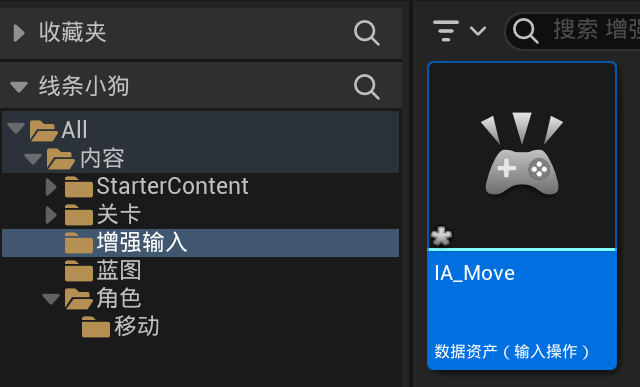 收藏夹
线条小狗
All
内容
StarterContent
关卡
增强输入
蓝图
角色
移动
搜索 增强
IA_Move
数据资产（输入操作）